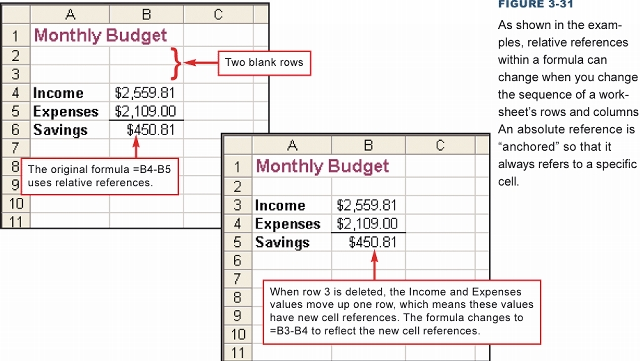 FIGURE 3-31
As shown in the exam-
ples, relative references
within a formula can
change when you change
the sequence of a work-
sheet's rows and columns
An absolute reference is
"anchored" so that it
always refers to a specific
cell.
A B C
1 Monthly Budget
2
3
Two blank rows
4 Income $2,559.81
5 Expenses $2,109.00
6 Savings $450.81
7
8
9
10
11
The original formula =B4-B5
uses relative references.
A B C
1 Monthly Budget
2
3 Income $2,559.81
4 Expenses $2,109.00
5 Savings $450.81
6
7
8
9
10
11
When row 3 is deleted, the Income and Expenses
values move up one row, which means these values
have new cell references. The formula changes to
=B3-B4 to reflect the new cell references.